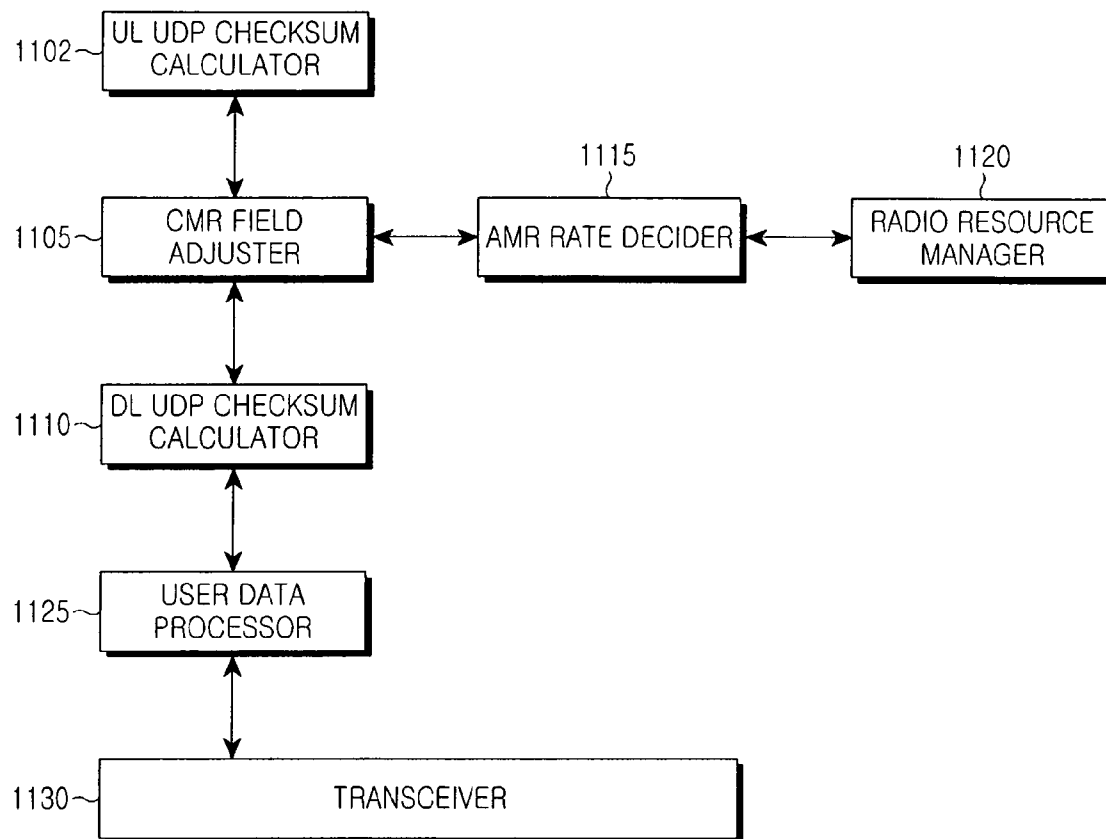 1102
UL UDP CHECKSUM
CALCULATOR
1115
1120
1105
CMR FIELD
ADJUSTER
AMR RATE DECIDER
RADIO RESOURCE
MANAGER
1110
DL UDP CHECKSUM
CALCULATOR
1125
USER DATA
PROCESSOR
1130
TRANSCEIVER